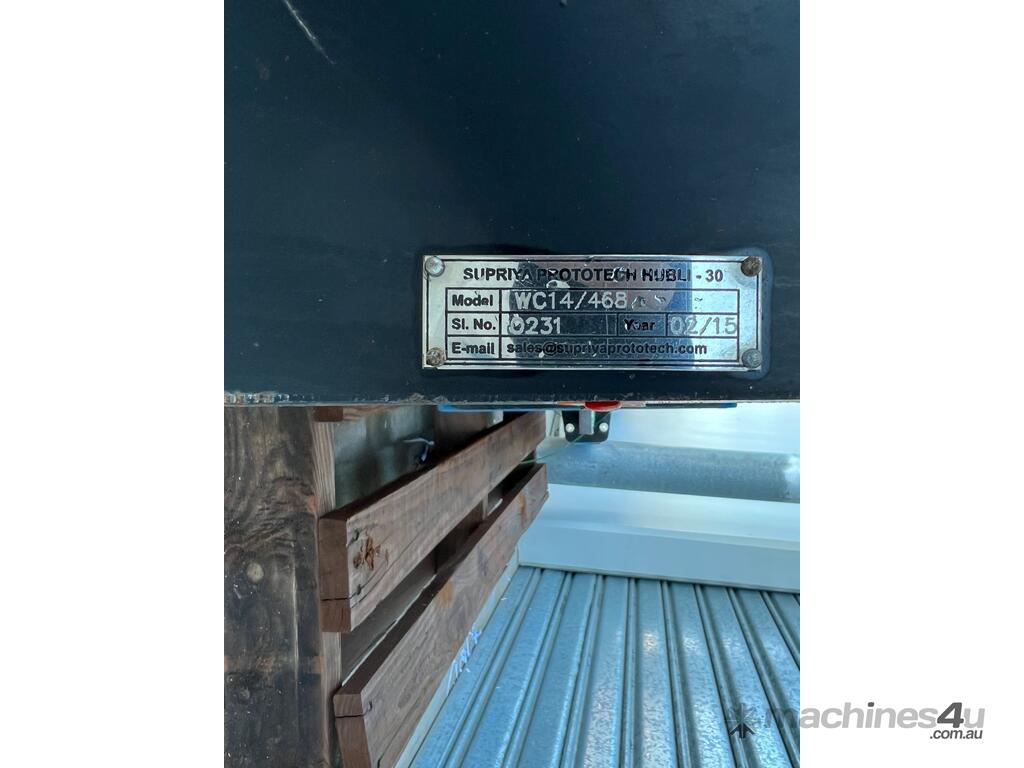 SUPRIYA PROTOTECH HUBLI - 30
Model WC14/468/
Sl. No. 0231 Year 02/15
E-mail sales@supriyaprototech.com
machines4u
.com.au